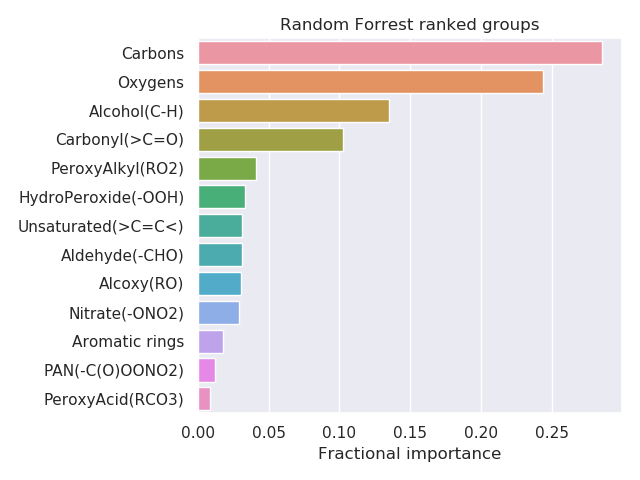 Random Forrest ranked groups
Carbons
Oxygens
Alcohol(C-H)
Carbonyl(>C=O)
PeroxyAlkyl(RO2)
HydroPeroxide(-OOH)
Unsaturated(>C=C<)
Aldehyde(-CHO)
Alcoxy(RO)
Nitrate(-ONO2)
Aromatic rings
PAN(-C(O)OONO2)
PeroxyAcid(RCO3)
0.00 0.05 0.10 0.15 0.20 0.25
Fractional importance